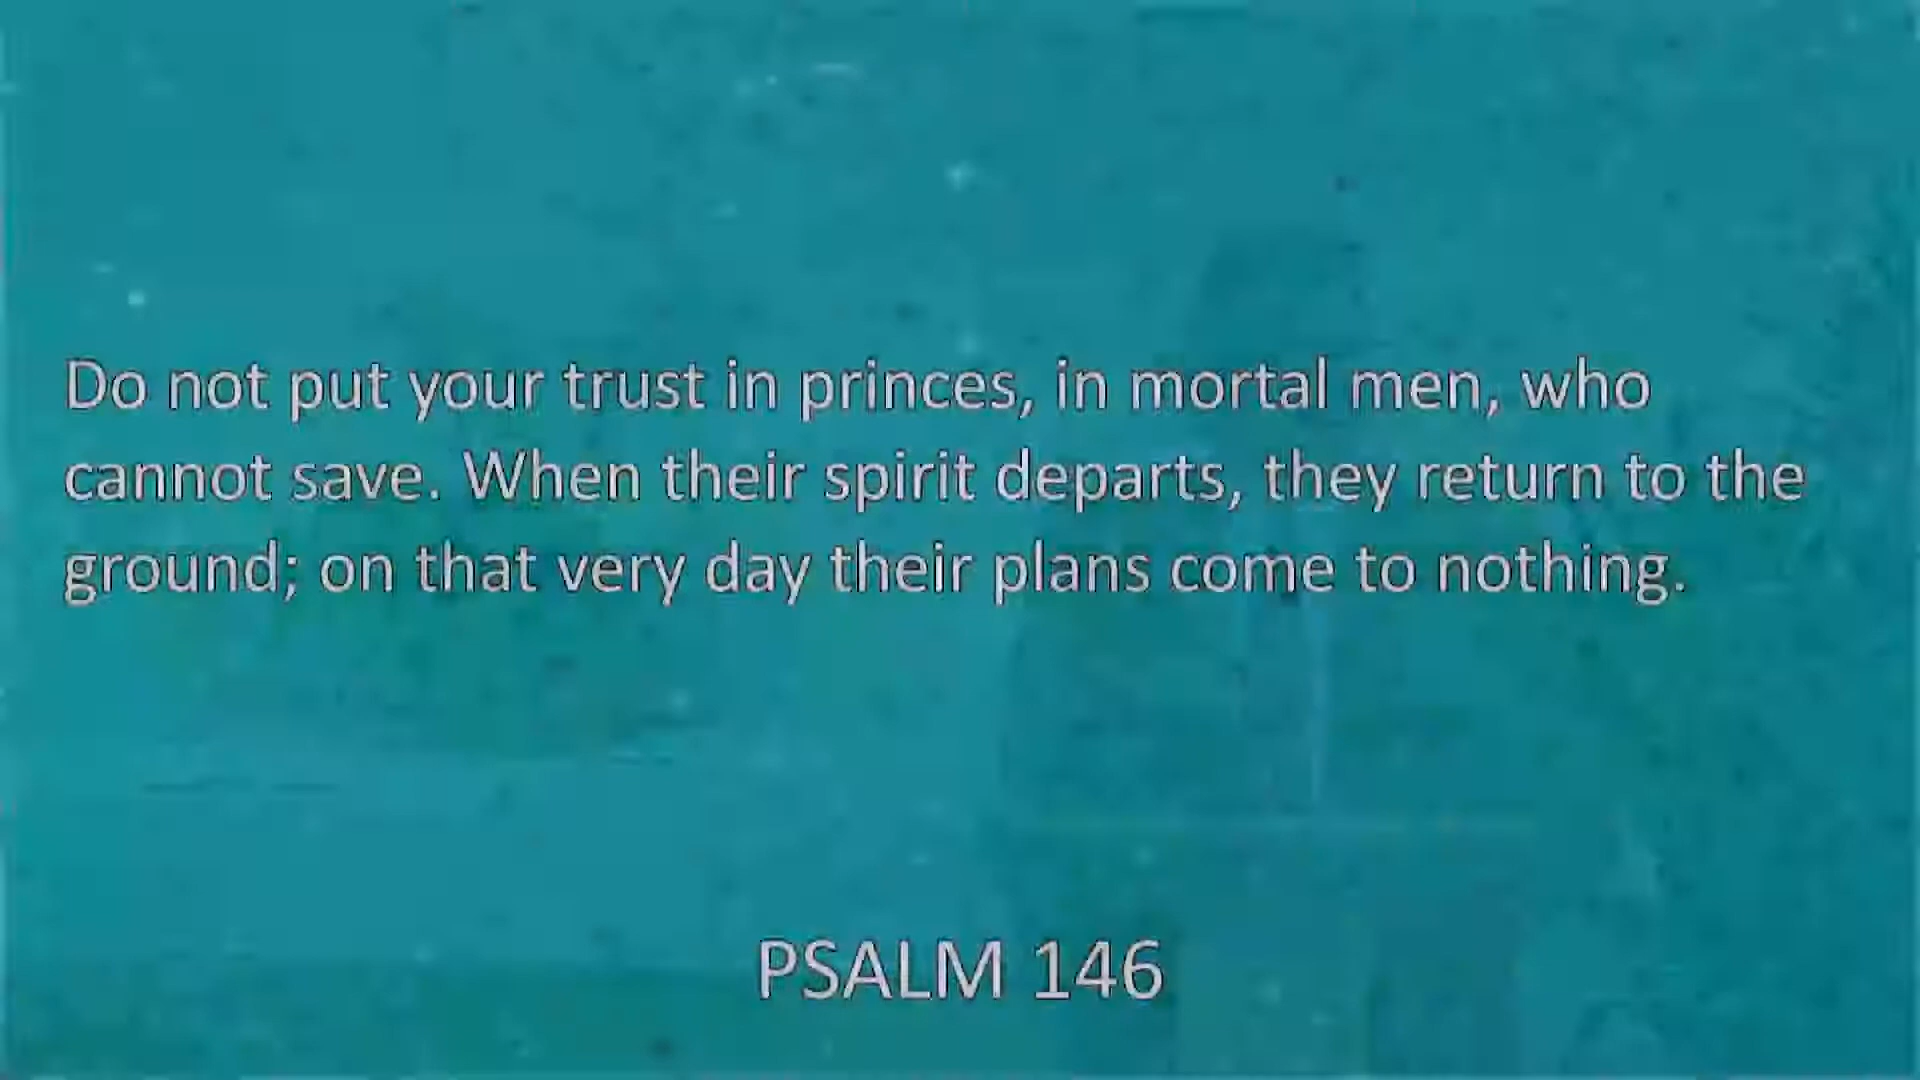 Do not put your trust in princes, in mortal men, who
cannot save. When their spirit departs, they return to the
ground; on that very day their plans come to nothing.
PSALM 146